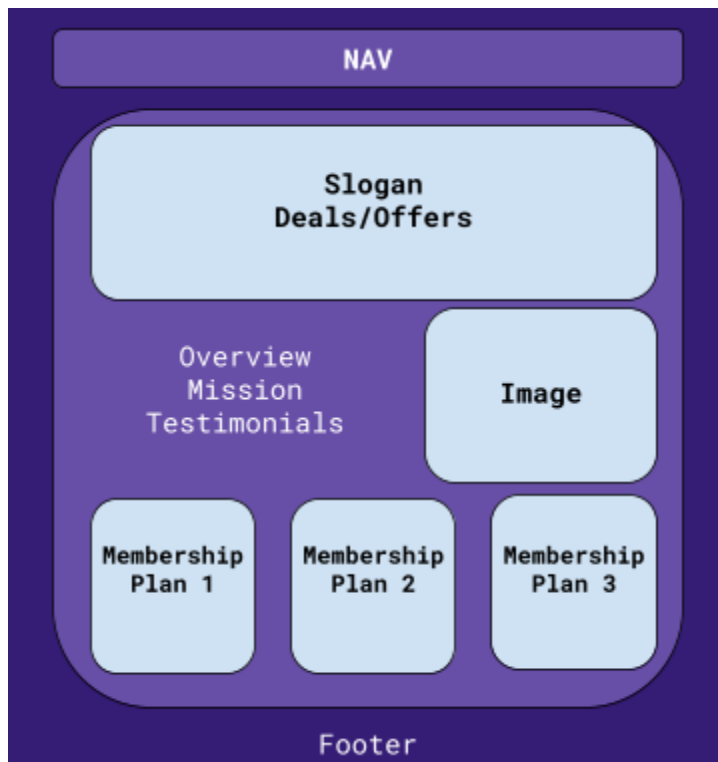 NAV
Slogan
Deals/Offers
Overview
Mission
Testimonials
Image
Membership
Plan 1
Membership
Plan 2
Membership
Plan 3
Footer